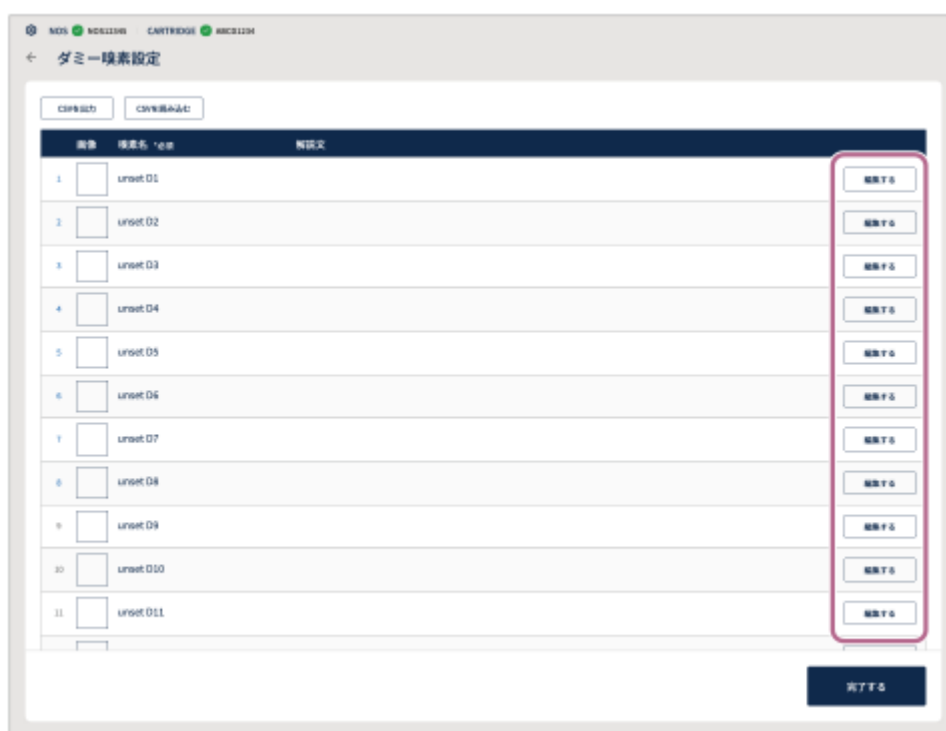 NOS NOS12345 CARTRIDGE ABCD1234
← ダミー嗅素設定
CSVを出力 CSVを読み込む
画像 嗅素名 *必須 解説文
1 unset D1 編集する
2 unset D2 編集する
3 unset D3 編集する
4 unset D4 編集する
5 unset D5 編集する
6 unset D6 編集する
7 unset D7 編集する
8 unset D8 編集する
9 unset D9 編集する
10 unset D10 編集する
11 unset D11 編集する
完了する